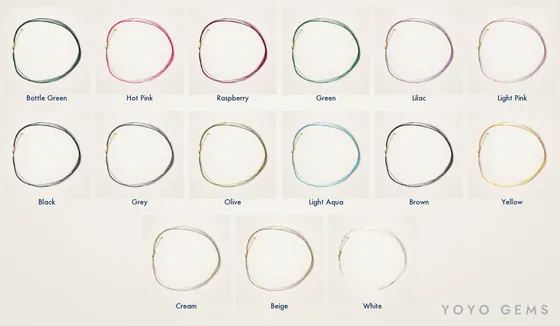 Bottle Green
Hot Pink
Raspberry
Green
Lilac
Light Pink
Black
Grey
Olive
Light Aqua
Brown
Yellow
Cream
Beige
White
YOYO GEMS